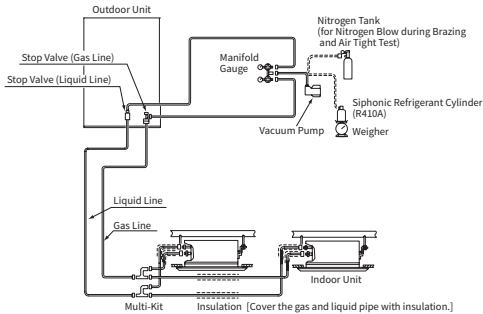 Outdoor Unit
Nitrogen Tank
(for Nitrogen Blow during Brazing
and Air Tight Test)
Stop Valve (Gas Line)
Manifold
Gauge
Stop Valve (Liquid Line)
Siphonic Refrigerant Cylinder
(R410A)
Vacuum Pump
Weigher
Liquid Line
Gas Line
Indoor Unit
Multi-Kit
Insulation [Cover the gas and liquid pipe with insulation.]